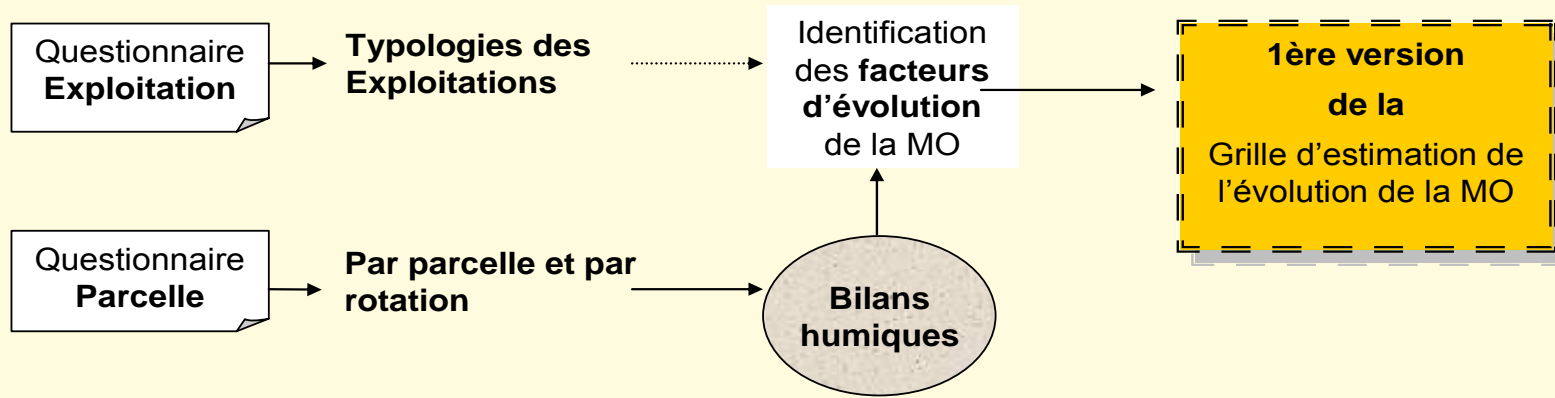 Questionnaire
Exploitation
Typologies des
Exploitations
Identification
des facteurs
d’évolution
de la MO
1ère version
de la
Grille d’estimation de
l’évolution de la MO
Questionnaire
Parcelle
Par parcelle et par
rotation
Bilans
humiques